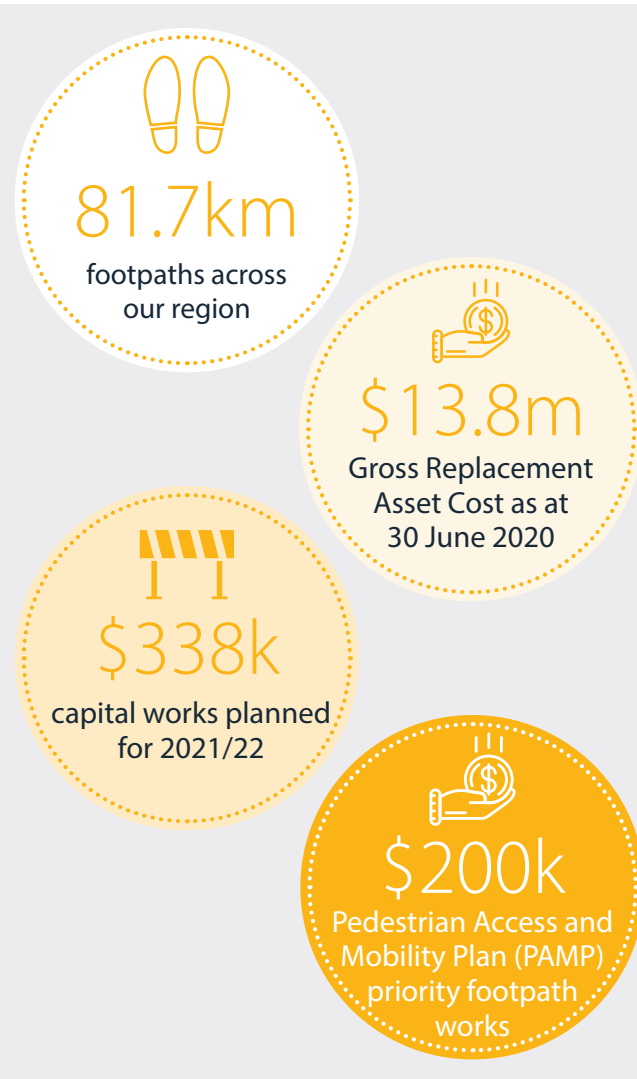 81.7km
footpaths across
our region
$
$13.8m
Gross Replacement
Asset Cost as at
30 June 2020
$338k
capital works planned
for 2021/22
$
$200k
Pedestrian Access and
Mobility Plan (PAMP)
priority footpath
works